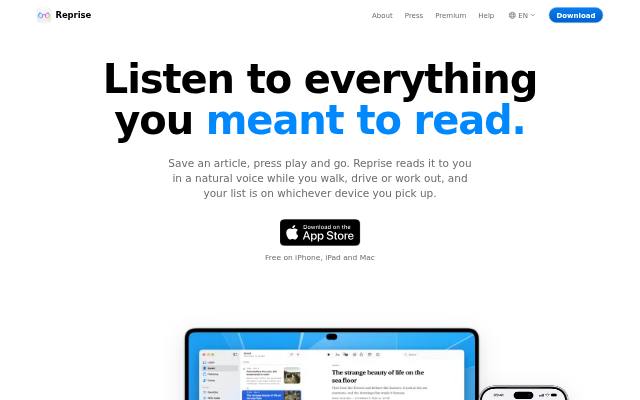 Reprise
About
Press
Premium
Help
EN
Download
Listen to everything
you meant to read.
Save an article, press play and go. Reprise reads it to you
in a natural voice while you walk, drive or work out, and
your list is on whichever device you pick up.
Download on the
App Store
Free on iPhone, iPad and Mac
The strange beauty of life on the
sea floor